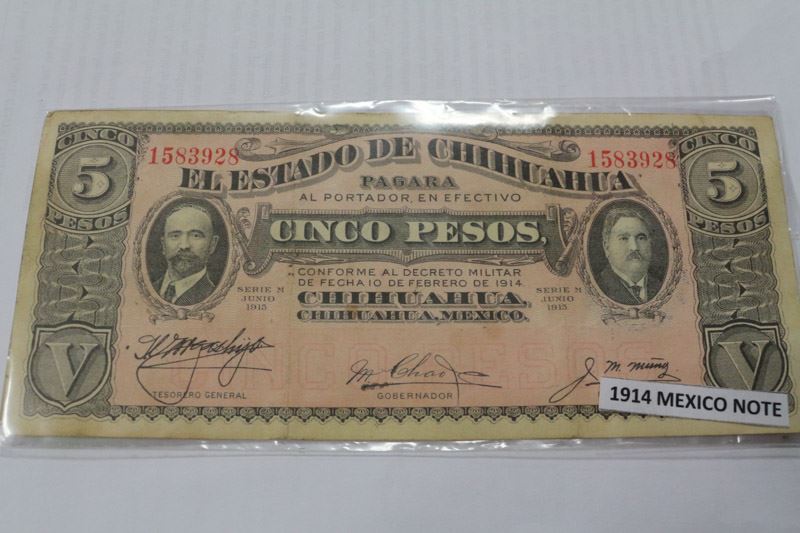 CINCO
5
PESOS
1583928
1583928
EL ESTADO DE CHIHUAHUA
PAGARA
AL PORTADOR, EN EFECTIVO
CINCO PESOS,
CONFORME AL DECRETO MILITAR
DE FECHA 10 DE FEBRERO DE 1914.
CHIHUAHUA,
CHIHUAHUA, MEXICO.
SERIE M
JUNIO
1915
SERIE M
JUNIO
1915
CINCO
5
PESOS
V
V
CINCO PESOS
TESORERO GENERAL
GOBERNADOR
1914 MEXICO NOTE